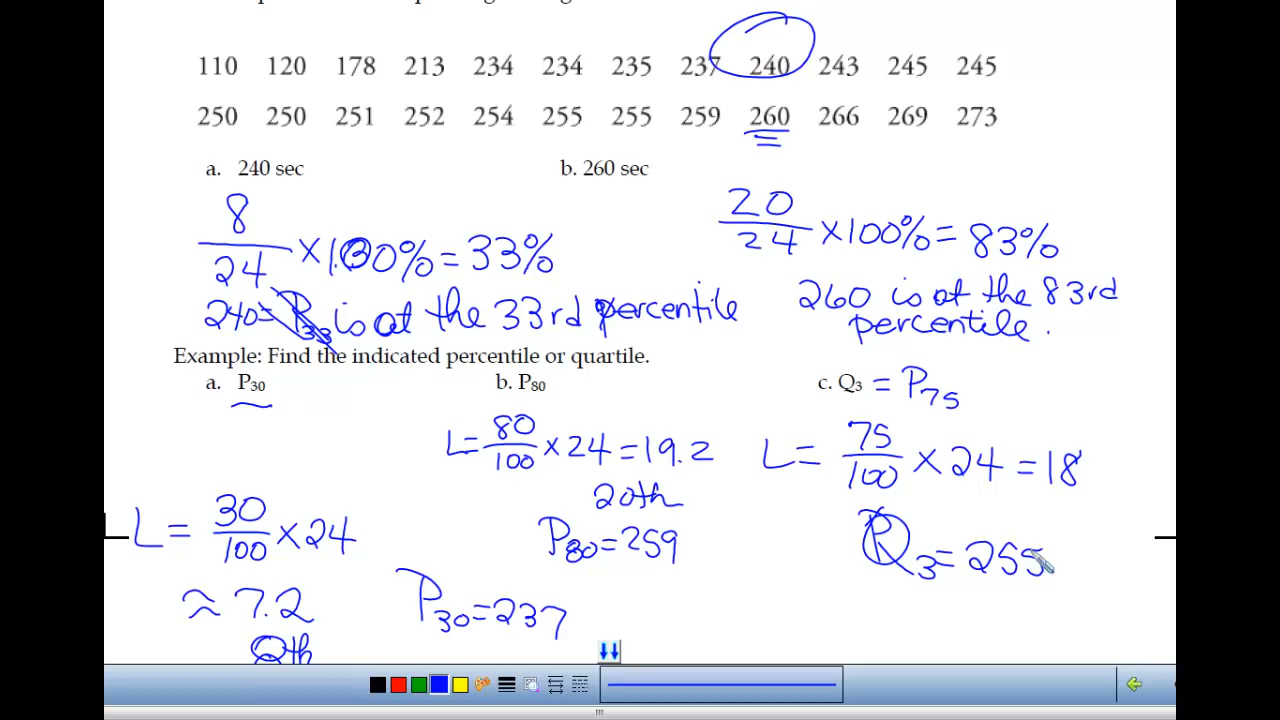 110 120 178 213 234 234 235 237 240 243 245 245
250 250 251 252 254 255 255 259 260 266 269 273
a. 240 sec b. 260 sec
8/24 ×100% = 33%
20/24 ×100% = 83%
240 is at the 33rd percentile
260 is at the 83rd
percentile.
Example: Find the indicated percentile or quartile.
a. P30 b. P80 c. Q3 = P75
L = 80/100 × 24 = 19.2
20th
P80 = 259
L = 75/100 × 24 = 18
Q3 = 255
L = 30/100 × 24
≈ 7.2
8th
P30 = 237